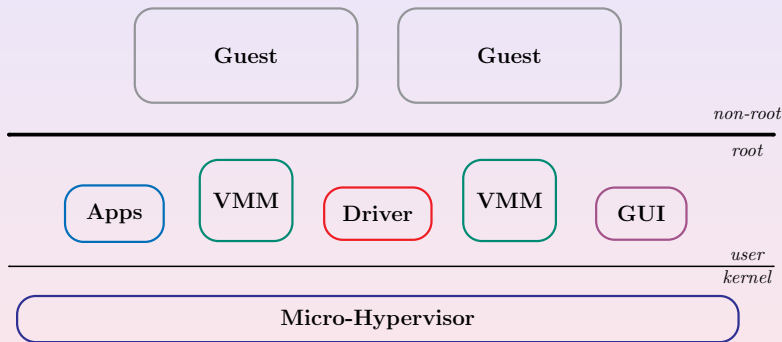 Guest Guest
non-root
root
Apps VMM Driver VMM GUI
user
kernel
Micro-Hypervisor